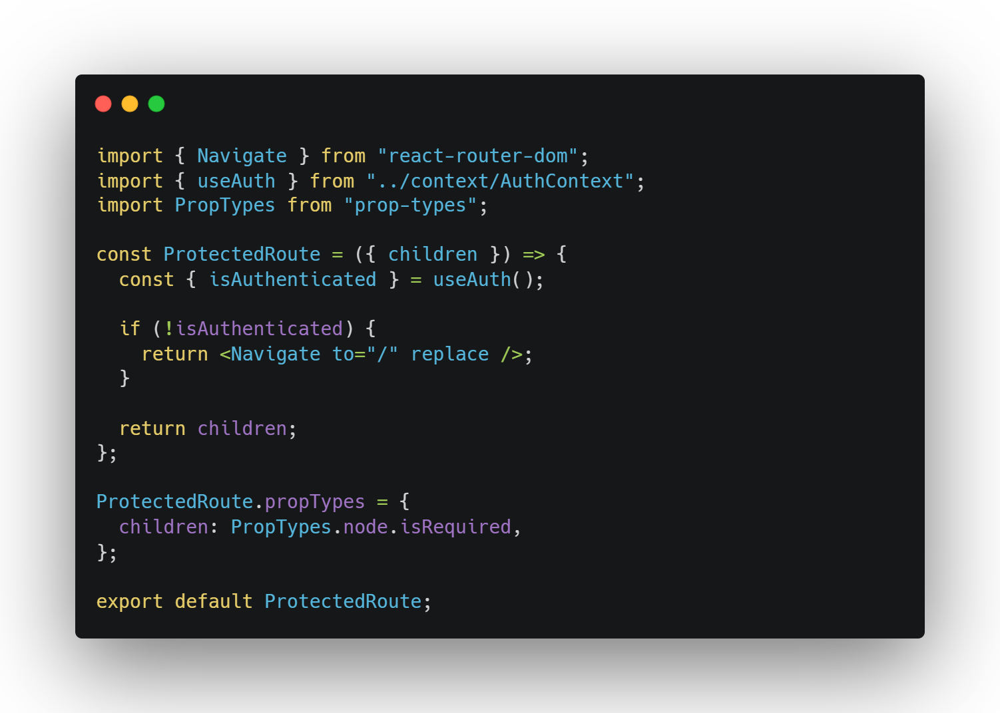 import { Navigate } from "react-router-dom";
import { useAuth } from "../context/AuthContext";
import PropTypes from "prop-types";

const ProtectedRoute = ({ children }) => {
  const { isAuthenticated } = useAuth();

  if (!isAuthenticated) {
    return <Navigate to="/" replace />;
  }

  return children;
};

ProtectedRoute.propTypes = {
  children: PropTypes.node.isRequired,
};

export default ProtectedRoute;